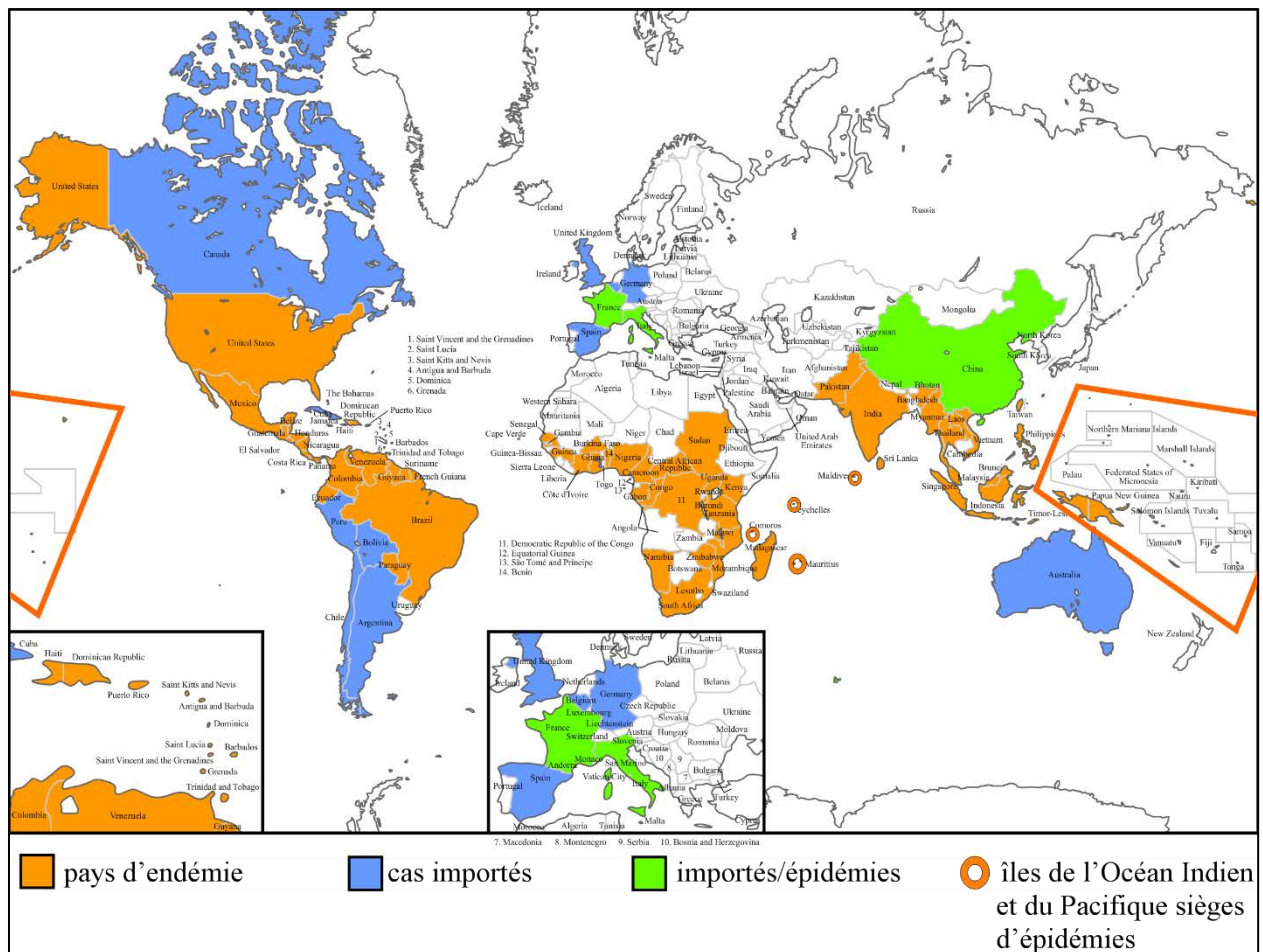 United States
Canada
United States
Mexico
Iceland
Sweden
Norway
Finland
Russia
United Kingdom
Ireland
Estonia
Latvia
Lithuania
Germany
Poland
Belarus
Ukraine
France
Austria
Romania
Italy
Bulgaria
Portugal
Spain
Kazakhstan
Mongolia
Georgia
Armenia
Azerbaijan
Uzbekistan
Turkmenistan
Kyrgyzstan
Tajikistan
North Korea
South Korea
Japan
China
Turkey
Cyprus
Syria
Lebanon
Israel
Malta
Tunisia
Morocco
Algeria
Libya
Egypt
Iraq
Iran
Jordan
Kuwait
Palestine
Bahrain
Qatar
Saudi
Arabia
Oman
United Arab
Emirates
Yemen
Afghanistan
Pakistan
Nepal
Bhutan
Bangladesh
India
Myanmar
Laos
Thailand
Vietnam
Cambodia
Taiwan
Philippines
Sri Lanka
Maldives
Brunei
Malaysia
Singapore
Indonesia
Northern Mariana Islands
Marshall Islands
Palau
Federated States of
Micronesia
Kiribati
Papua New Guinea
Nauru
Solomon Islands
Tuvalu
Samoa
Vanuatu
Fiji
Tonga
Australia
New Zealand
1. Saint Vincent and the Grenadines
2. Saint Lucia
3. Saint Kitts and Nevis
4. Antigua and Barbuda
5. Dominica
6. Grenada
The Bahamas
Cuba
Dominican
Republic
Puerto Rico
Jamaica
Haiti
Belize
Guatemala
Honduras
El Salvador
Nicaragua
Costa Rica
Panama
Barbados
Trinidad and Tobago
Venezuela
Suriname
Colombia
Guyana
French Guiana
Ecuador
Peru
Brazil
Bolivia
Paraguay
Chile
Argentina
Uruguay
Western Sahara
Mauritania
Mali
Niger
Chad
Sudan
Eritrea
Djibouti
Ethiopia
Somalia
Senegal
Cape Verde
Gambia
Guinea-Bissau
Guinea
Sierra Leone
Liberia
Côte d'Ivoire
Burkina Faso
Ghana
14
Togo
Nigeria
Cameroon
Central African
Republic
12
13
Gabon
Congo
11
Uganda
Kenya
Rwanda
Burundi
Tanzania
Seychelles
Comoros
Angola
Zambia
Malawi
Madagascar
Mauritius
Namibia
Zimbabwe
Botswana
Mozambique
Swaziland
Lesotho
South Africa
11. Democratic Republic of the Congo
12. Equatorial Guinea
13. São Tomé and Príncipe
14. Benin
Cuba
Haiti
Dominican Republic
Puerto Rico
Saint Kitts and Nevis
Antigua and Barbuda
Dominica
Saint Lucia
Barbados
Saint Vincent and the Grenadines
Grenada
Trinidad and Tobago
Colombia
Venezuela
Guyana
Denmark
Sweden
Latvia
Lithuania
Russia
Russia
United Kingdom
Ireland
Netherlands
Germany
Poland
Belarus
Belgium
Luxembourg
Czech Republic
Ukraine
Slovakia
Liechtenstein
France
Switzerland
Austria
Hungary
Moldova
Slovenia
Romania
Croatia
10
9
8
7
Monaco
San Marino
Andorra
Vatican City
Italy
Bulgaria
Portugal
Spain
Albania
Greece
Turkey
Malta
Cyprus
Morocco
Algeria
Tunisia
7. Macedonia 8. Montenegro 9. Serbia 10. Bosnia and Herzegovina
pays d'endémie
cas importés
importés/épidémies
îles de l'Océan Indien
et du Pacifique sièges
d'épidémies